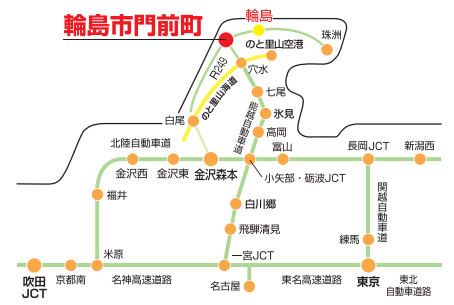 輪島市門前町
輪島
のと里山空港
珠洲
R249
穴水
のと里山海道
七尾
氷見
能越自動車道
高岡
白尾
北陸自動車道
富山
長岡JCT
新潟西
金沢西
金沢東
金沢森本
小矢部・砺波JCT
福井
白川郷
関越自動車道
飛騨清見
練馬
米原
一宮JCT
吹田
JCT
京都南
名神高速道路
名古屋
東名高速道路
東京
東北
自動車道路